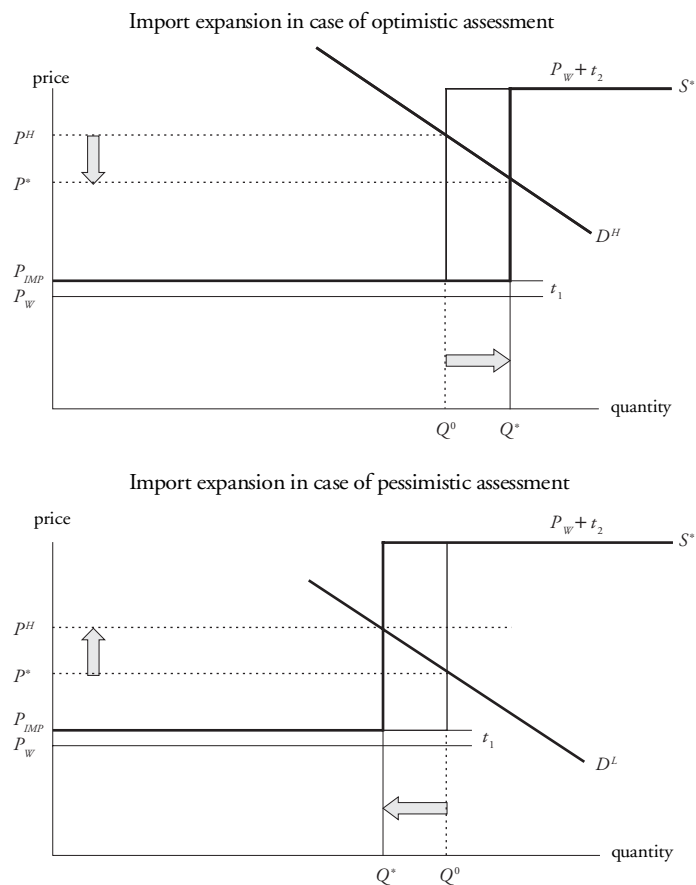 Import expansion in case of optimistic assessment
price
P_W + t_2
S*
P^H
P*
D^H
P_IMP
t_1
P_W
quantity
Q^0 Q*
Import expansion in case of pessimistic assessment
price
P_W + t_2
S*
P^H
P*
P_IMP
t_1
P_W
D^L
quantity
Q* Q^0